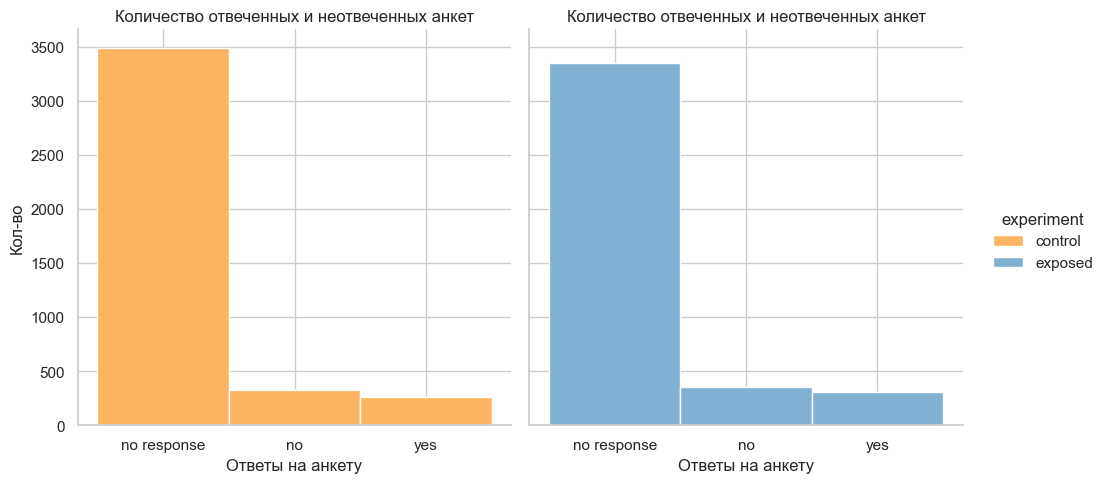 Количество отвеченных и неотвеченных анкет
Количество отвеченных и неотвеченных анкет
3500
3000
2500
2000
1500
1000
500
0
Кол-во
no response no yes
no response no yes
Ответы на анкету
Ответы на анкету
experiment
control
exposed